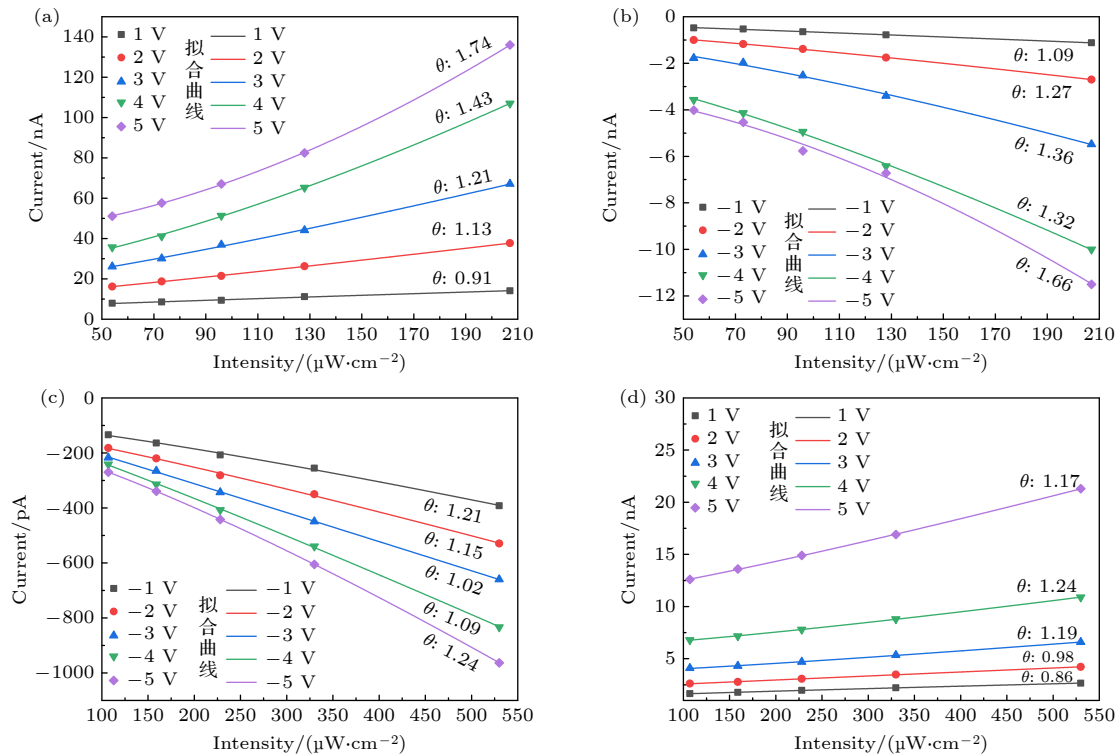 (a)
140
120
100
80
60
40
20
0
Current/nA
1 V
2 V
3 V
4 V
5 V
拟合曲线
1 V
2 V
3 V
4 V
5 V
θ: 1.74
θ: 1.43
θ: 1.21
θ: 1.13
θ: 0.91
50 70 90 110 130 150 170 190 210
Intensity/(µW·cm⁻²)
(b)
0
−2
−4
−6
−8
−10
−12
Current/nA
θ: 1.09
θ: 1.27
θ: 1.36
θ: 1.32
θ: 1.66
−1 V
−2 V
−3 V
−4 V
−5 V
拟合曲线
−1 V
−2 V
−3 V
−4 V
−5 V
50 70 90 110 130 150 170 190 210
Intensity/(µW·cm⁻²)
(c)
0
−200
−400
−600
−800
−1000
Current/pA
θ: 1.21
θ: 1.15
θ: 1.02
θ: 1.09
θ: 1.24
−1 V
−2 V
−3 V
−4 V
−5 V
拟合曲线
−1 V
−2 V
−3 V
−4 V
−5 V
100 150 200 250 300 350 400 450 500 550
Intensity/(µW·cm⁻²)
(d)
30
25
20
15
10
5
Current/nA
1 V
2 V
3 V
4 V
5 V
拟合曲线
1 V
2 V
3 V
4 V
5 V
θ: 1.17
θ: 1.24
θ: 1.19
θ: 0.98
θ: 0.86
100 150 200 250 300 350 400 450 500 550
Intensity/(µW·cm⁻²)